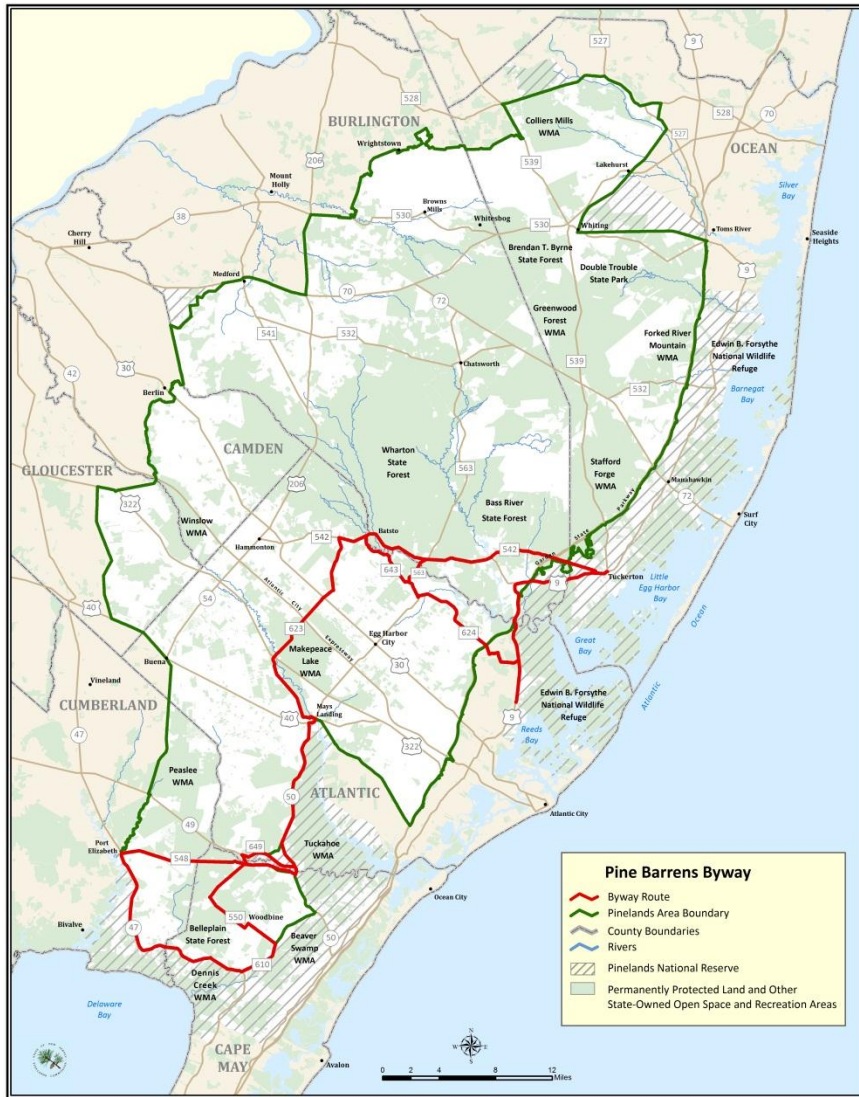 527
9
528
BURLINGTON
Colliers Mills
WMA
527
528
70
Wrightstown
206
539
OCEAN
Lakehurst
Mount
Holly
Silver
Bay
38
530
Browns
Mills
Whitesbog
530
Whiting
Toms River
Seaside
Heights
Cherry
Hill
Brendan T. Byrne
State Forest
Double Trouble
State Park
9
Medford
70
72
Greenwood
Forest
WMA
541
532
Forked River
Mountain
WMA
Edwin B. Forsythe
National Wildlife
Refuge
Chatsworth
539
30
42
532
Barnegat
Bay
Berlin
CAMDEN
GLOUCESTER
Wharton
State
Forest
563
Stafford
Forge
WMA
Manahawkin
72
322
206
Winslow
WMA
Bass River
State Forest
Garden State Parkway
Surf
City
Batsto
542
Hammonton
542
643
563
9
Tuckerton
Little
Egg Harbor
Bay
40
54
Atlantic City Expressway
623
624
Egg Harbor
City
Great
Bay
Atlantic Ocean
Makepeace
Lake
WMA
30
Buena
Vineland
CUMBERLAND
Edwin B. Forsythe
National Wildlife
Refuge
40
Mays
Landing
9
Reeds
Bay
47
322
Peaslee
WMA
50
ATLANTIC
Atlantic City
49
Port
Elizabeth
548
649
Tuckahoe
WMA
Ocean City
550
Woodbine
Belleplain
State Forest
47
Bivalve
Beaver
Swamp
WMA
50
610
Dennis
Creek
WMA
Delaware
Bay
CAPE
MAY
Avalon
Pine Barrens Byway
Byway Route
Pinelands Area Boundary
County Boundaries
Rivers
Pinelands National Reserve
Permanently Protected Land and Other
State-Owned Open Space and Recreation Areas
N
W
E
S
0 2 4 8 12
Miles